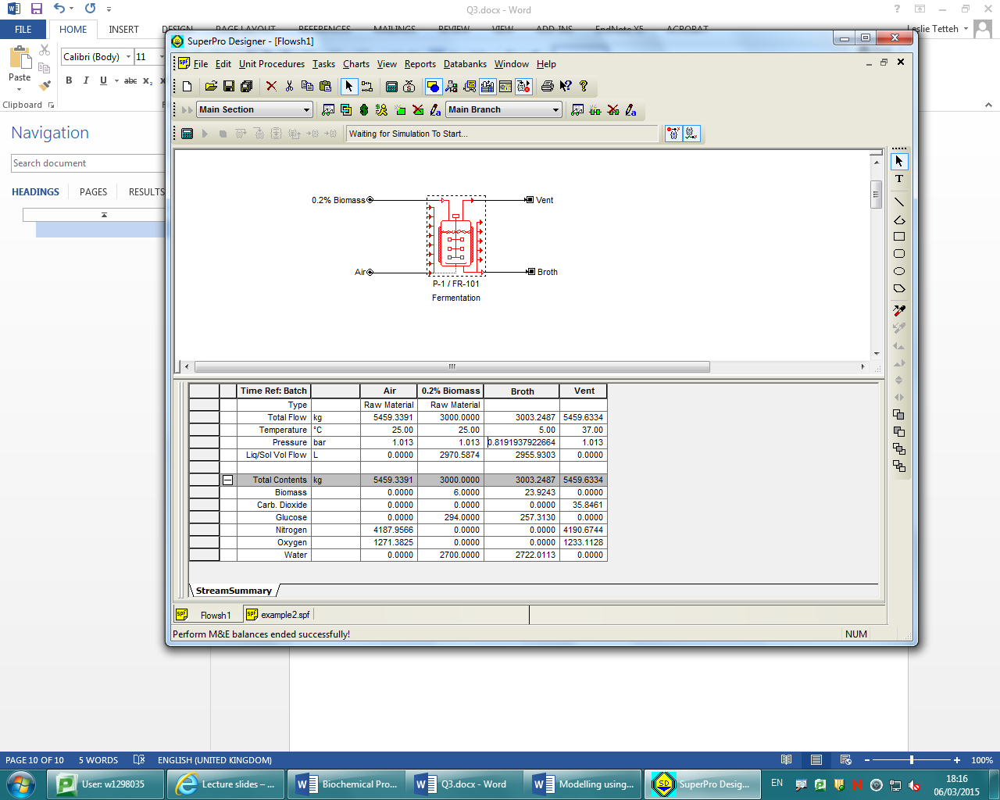 Q3.docx - Word
FILE HOME INSERT DESIGN PAGE LAYOUT REFERENCES MAILINGS REVIEW VIEW ADD-INS EndNote X5 ACROBAT Leslie Tetteh
Calibri (Body) 11
Paste
B I U abc x₂ x
Clipboard
Navigation
Search document
HEADINGS PAGES RESULTS
SuperPro Designer - [Flowsh1]
File Edit Unit Procedures Tasks Charts View Reports Databanks Window Help
Main Section Main Branch
Waiting for Simulation To Start...
0.2% Biomass Vent
Air Broth
P-1 / FR-101
Fermentation
T
Time Ref: Batch Air 0.2% Biomass Broth Vent
Type Raw Material Raw Material
Total Flow kg 5459.3391 3000.0000 3003.2487 5459.6334
Temperature °C 25.00 25.00 5.00 37.00
Pressure bar 1.013 1.013 0.8191937922664 1.013
Liq/Sol Vol Flow L 0.0000 2970.5874 2955.9303 0.0000
Total Contents kg 5459.3391 3000.0000 3003.2487 5459.6334
Biomass 0.0000 6.0000 23.9243 0.0000
Carb. Dioxide 0.0000 0.0000 0.0000 35.8461
Glucose 0.0000 294.0000 257.3130 0.0000
Nitrogen 4187.9566 0.0000 0.0000 4190.6744
Oxygen 1271.3825 0.0000 0.0000 1233.1128
Water 0.0000 2700.0000 2722.0113 0.0000
StreamSummary
Flowsh1 example2.spf
Perform M&E balances ended successfully! NUM
PAGE 10 OF 10 5 WORDS ENGLISH (UNITED KINGDOM) 100%
User: w1298035 Lecture slides – ... Biochemical Pro... Q3.docx - Word Modelling using... SuperPro Desig... EN 18:16
06/03/2015